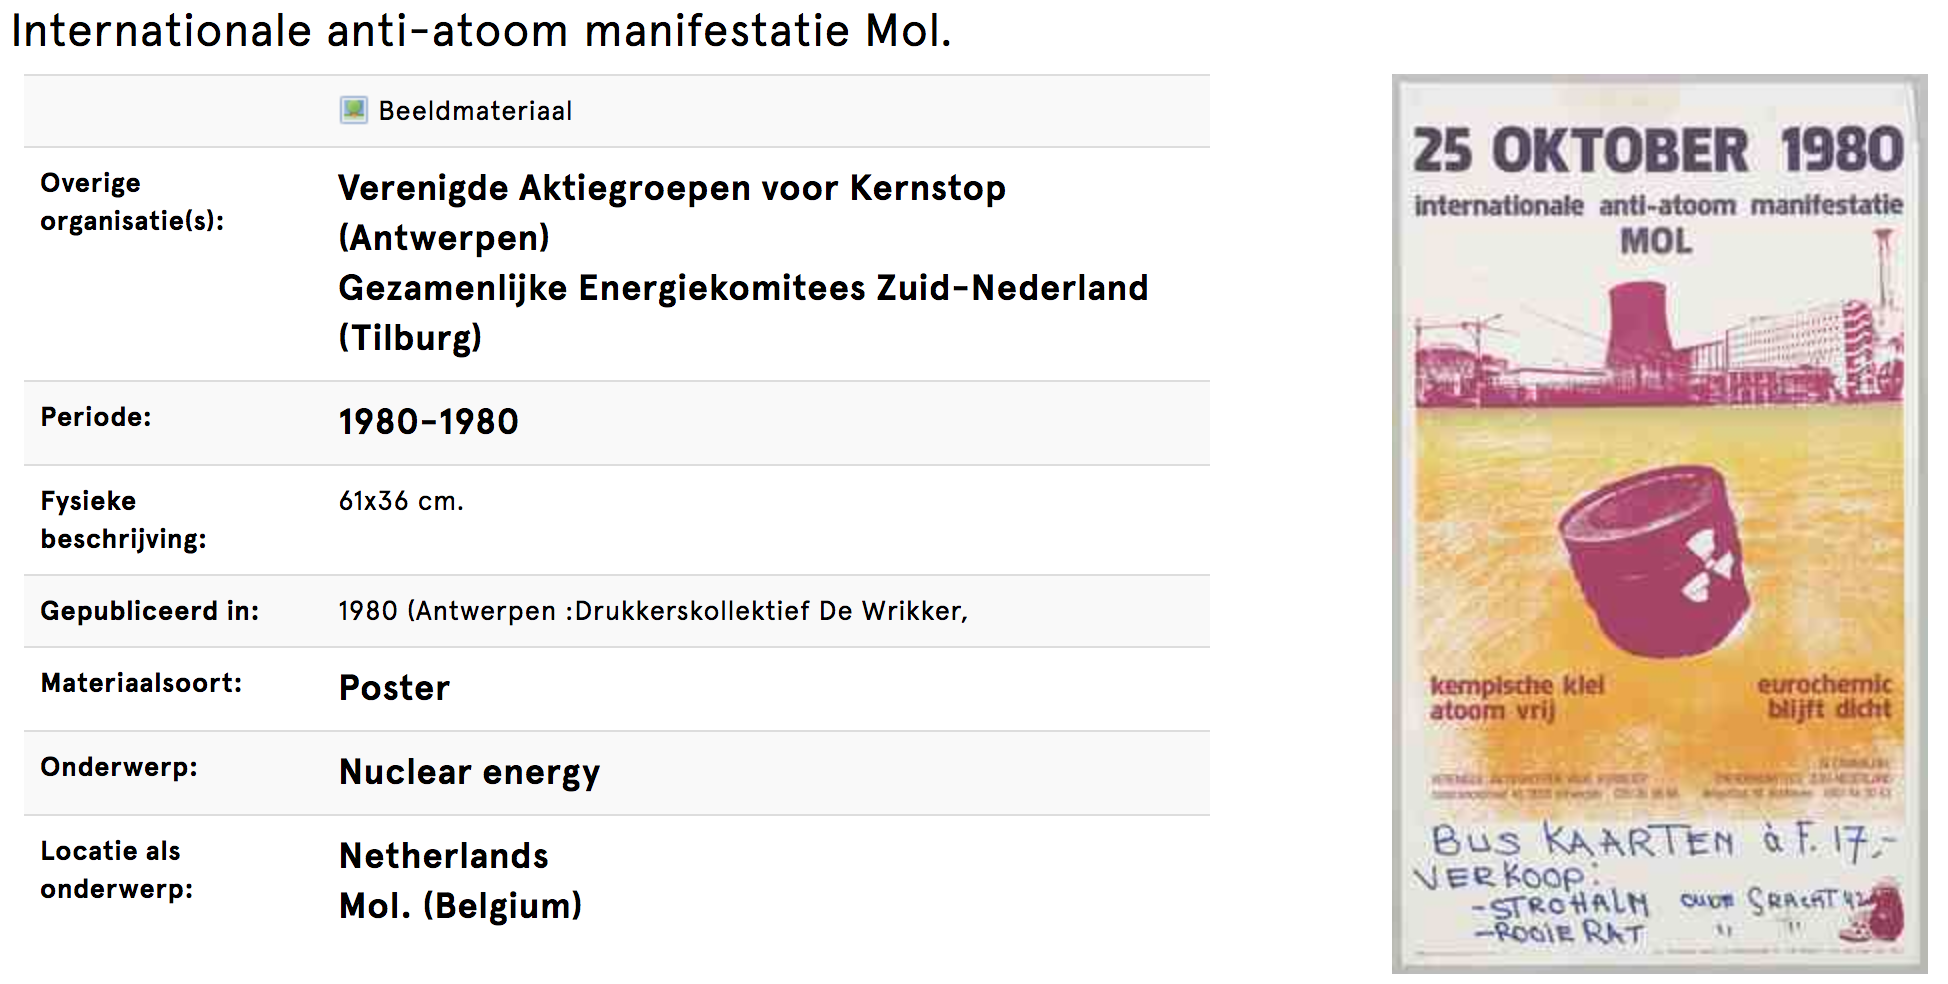 Internationale anti-atoom manifestatie Mol.
Beeldmateriaal
Overige
organisatie(s):
Verenigde Aktiegroepen voor Kernstop
(Antwerpen)
Gezamenlijke Energiekomitees Zuid-Nederland
(Tilburg)
Periode:
1980-1980
Fysieke
beschrijving:
61x36 cm.
Gepubliceerd in:
1980 (Antwerpen :Drukkerskollektief De Wrikker,
Materiaalsoort:
Poster
Onderwerp:
Nuclear energy
Locatie als
onderwerp:
Netherlands
Mol. (Belgium)
25 OKTOBER 1980
internationale anti-atoom manifestatie
MOL
kempische klei
atoom vrij
eurochemic
blijft dicht
BUS KAARTEN à F. 17,-
VERKOOP:
-STROHALM OUDE GRACHT 42
-ROOIE RAT " "